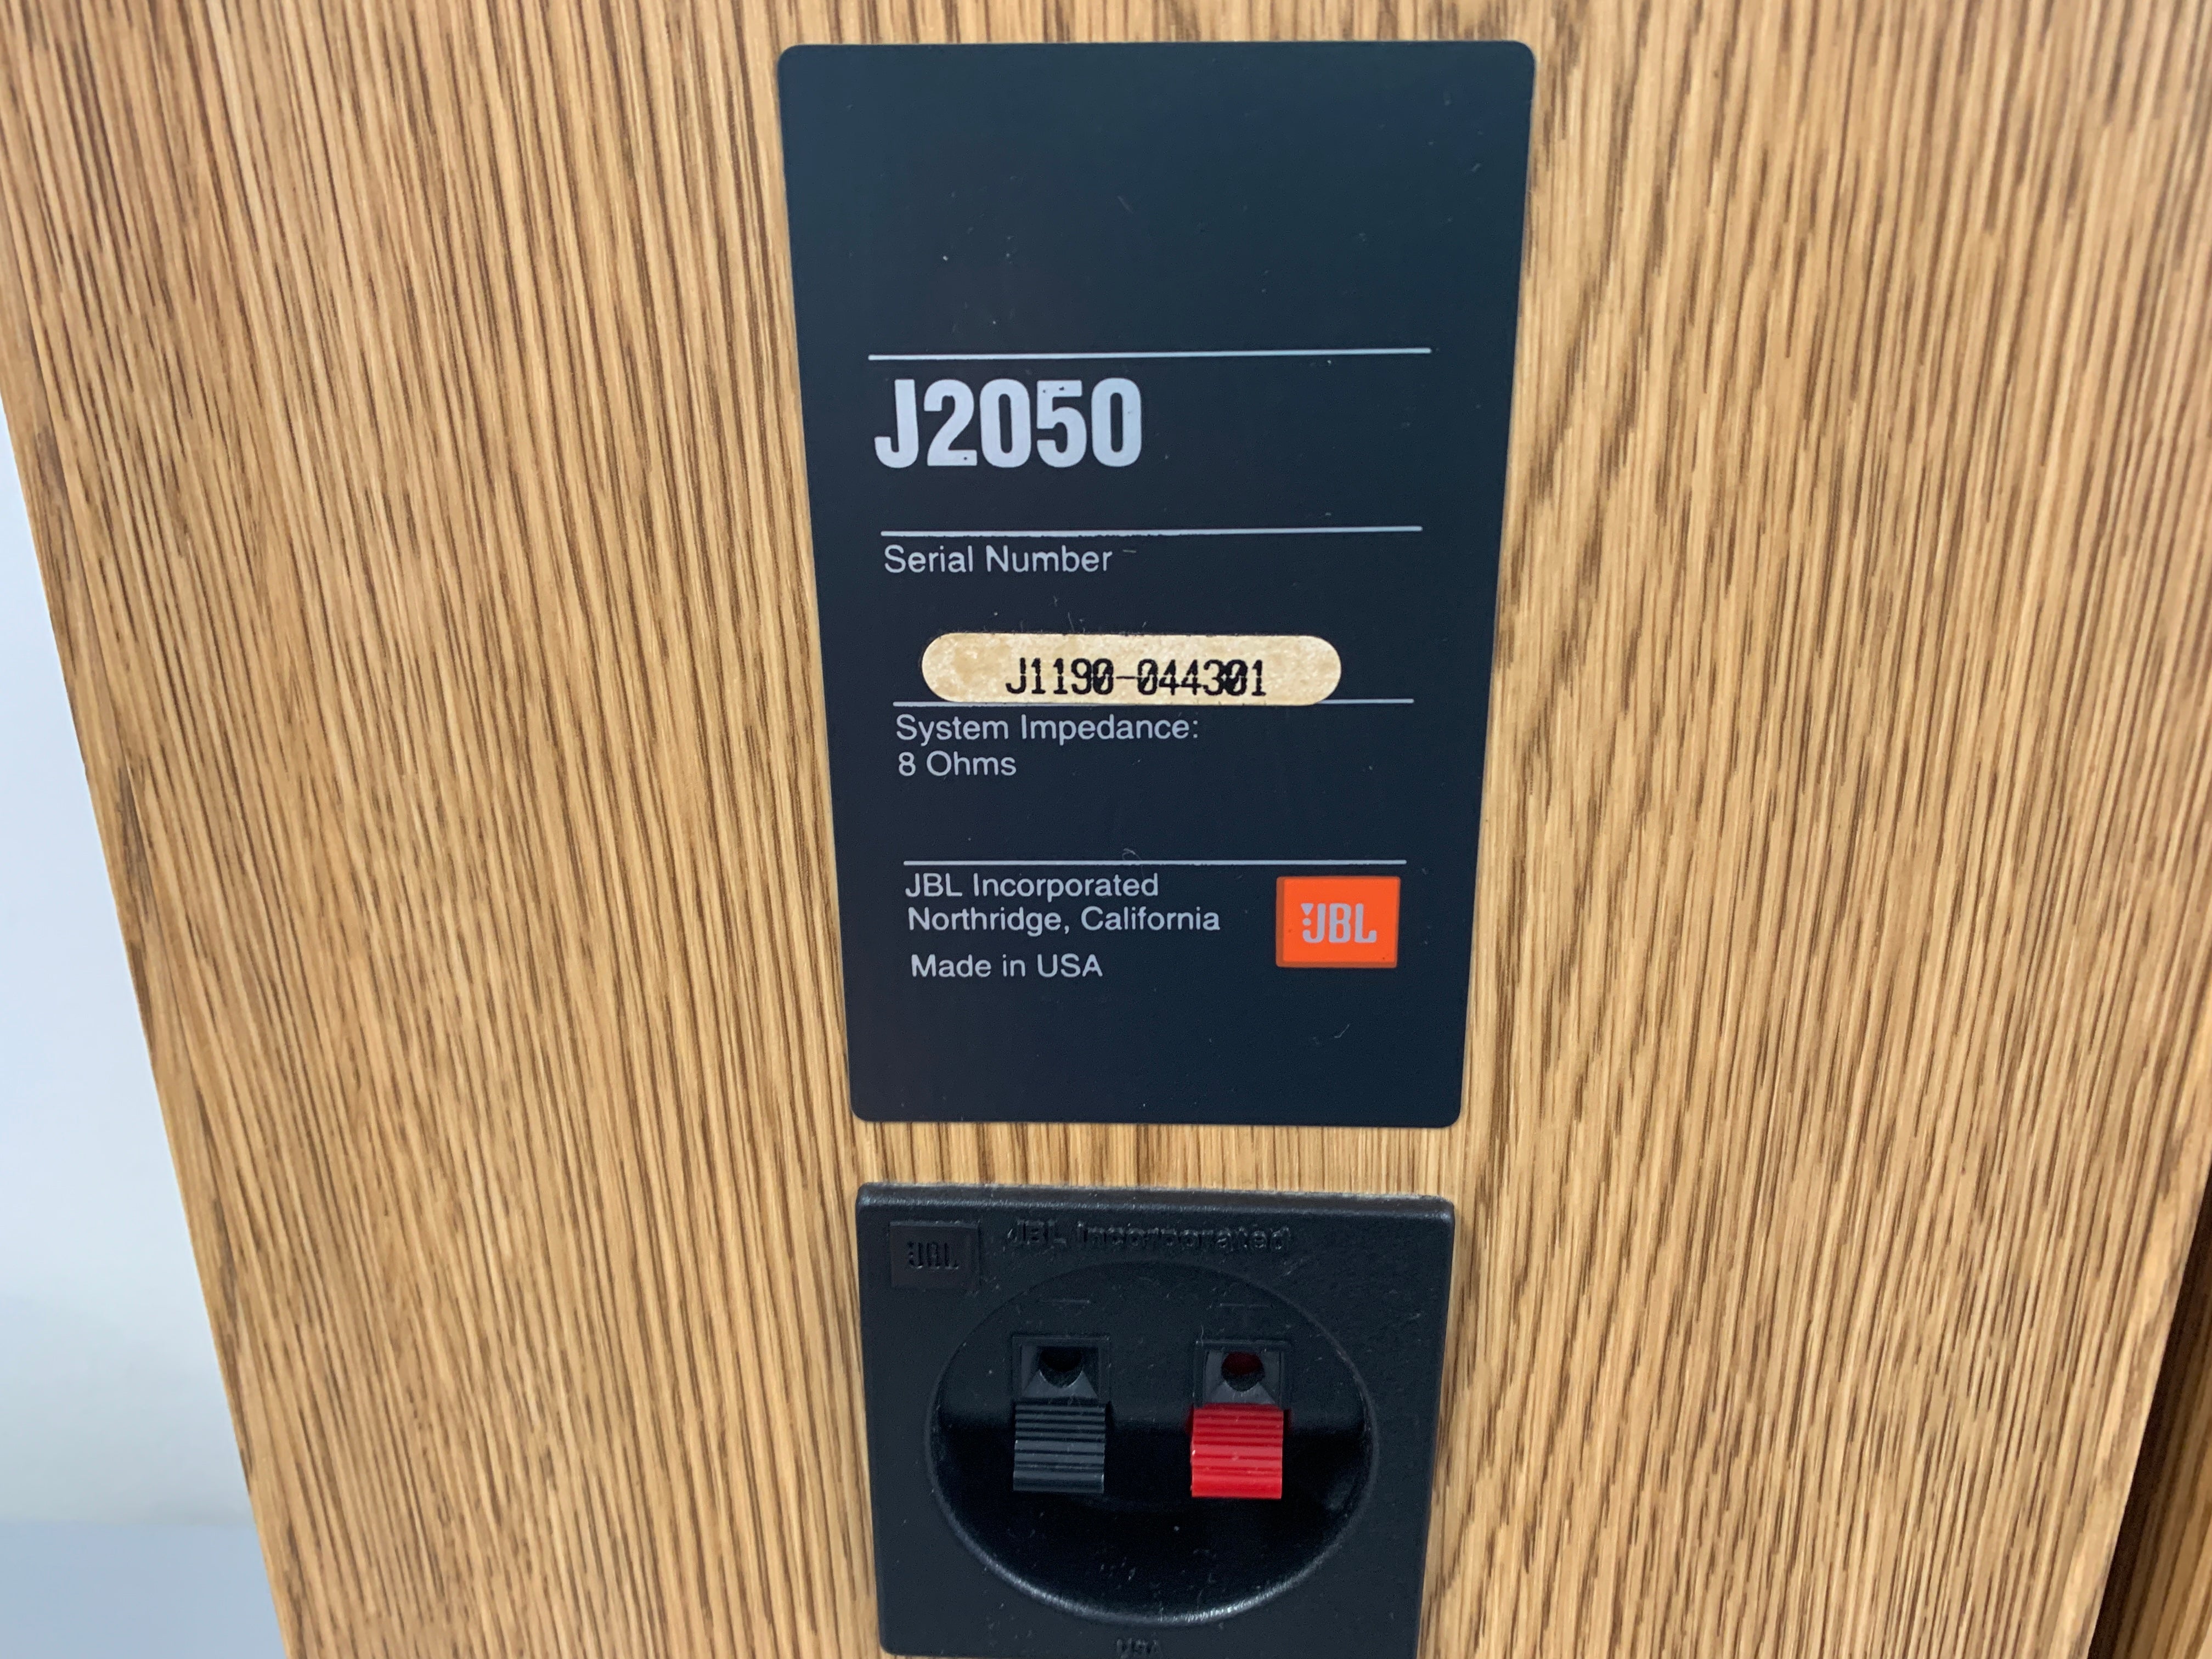 J2050
Serial Number
J1190-044301
System Impedance:
8 Ohms
JBL Incorporated
Northridge, California
JBL
Made in USA
JBL
JBL Incorporated
USA